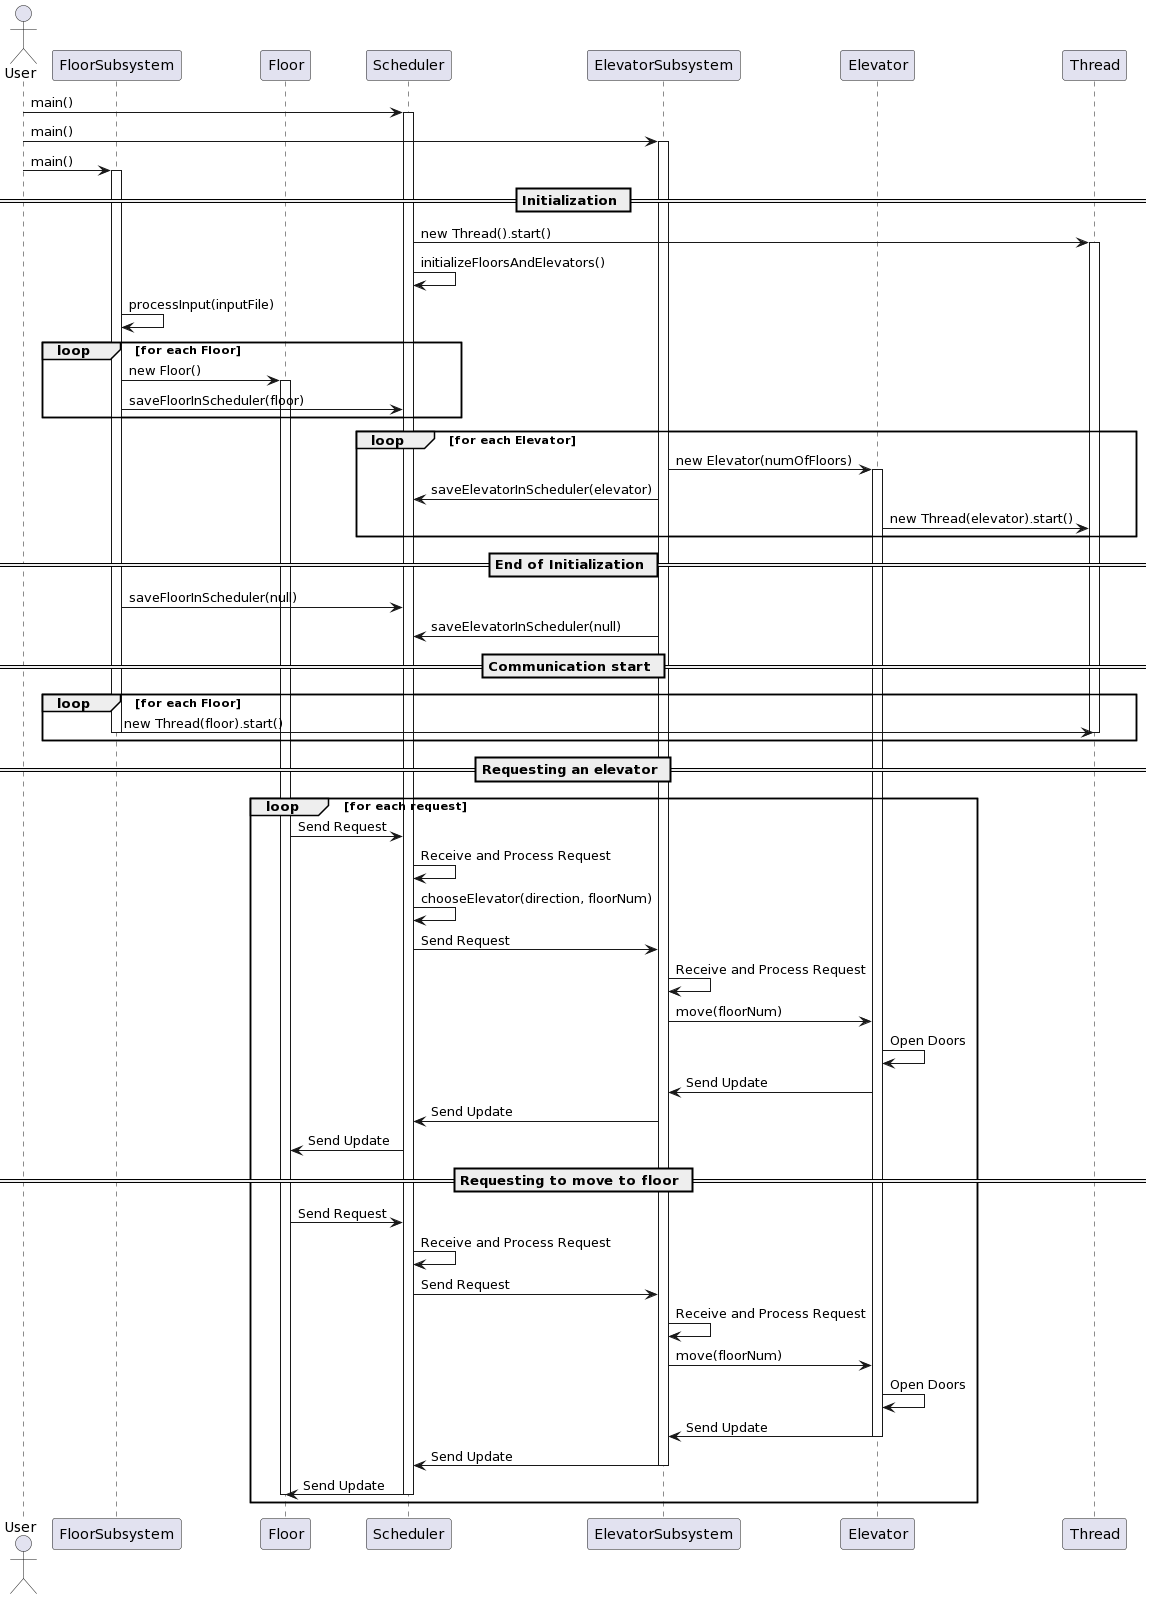 User
FloorSubsystem
Floor
Scheduler
ElevatorSubsystem
Elevator
Thread
main()
main()
main()
Initialization
new Thread().start()
initializeFloorsAndElevators()
processInput(inputFile)
loop [for each Floor]
new Floor()
saveFloorInScheduler(floor)
loop [for each Elevator]
new Elevator(numOfFloors)
saveElevatorInScheduler(elevator)
new Thread(elevator).start()
End of Initialization
saveFloorInScheduler(null)
saveElevatorInScheduler(null)
Communication start
loop [for each Floor]
new Thread(floor).start()
Requesting an elevator
loop [for each request]
Send Request
Receive and Process Request
chooseElevator(direction, floorNum)
Send Request
Receive and Process Request
move(floorNum)
Open Doors
Send Update
Send Update
Send Update
Requesting to move to floor
Send Request
Receive and Process Request
Send Request
Receive and Process Request
move(floorNum)
Open Doors
Send Update
Send Update
Send Update
User
FloorSubsystem
Floor
Scheduler
ElevatorSubsystem
Elevator
Thread